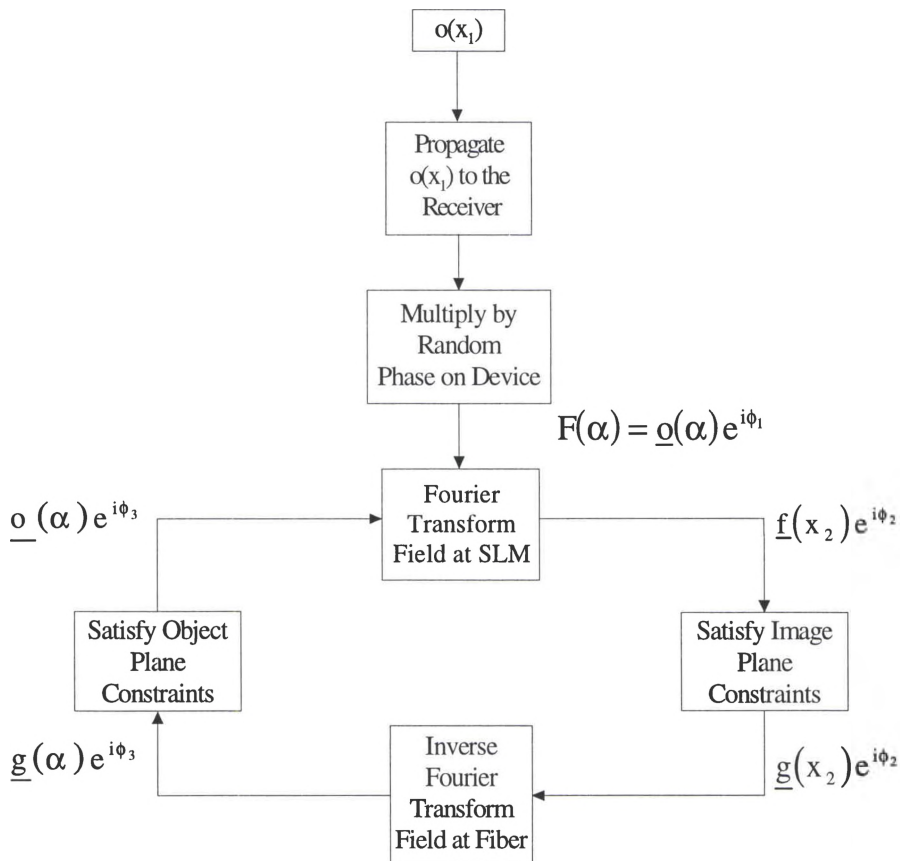 o(x₁)
Propagate
o(x₁) to the
Receiver
Multiply by
Random
Phase on Device
F(α) = o(α)e^{iϕ₁}
o(α)e^{iϕ₃}
Fourier
Transform
Field at SLM
f(x₂)e^{iϕ₂}
Satisfy Object
Plane
Constraints
Satisfy Image
Plane
Constraints
g(α)e^{iϕ₃}
Inverse
Fourier
Transform
Field at Fiber
g(x₂)e^{iϕ₂}